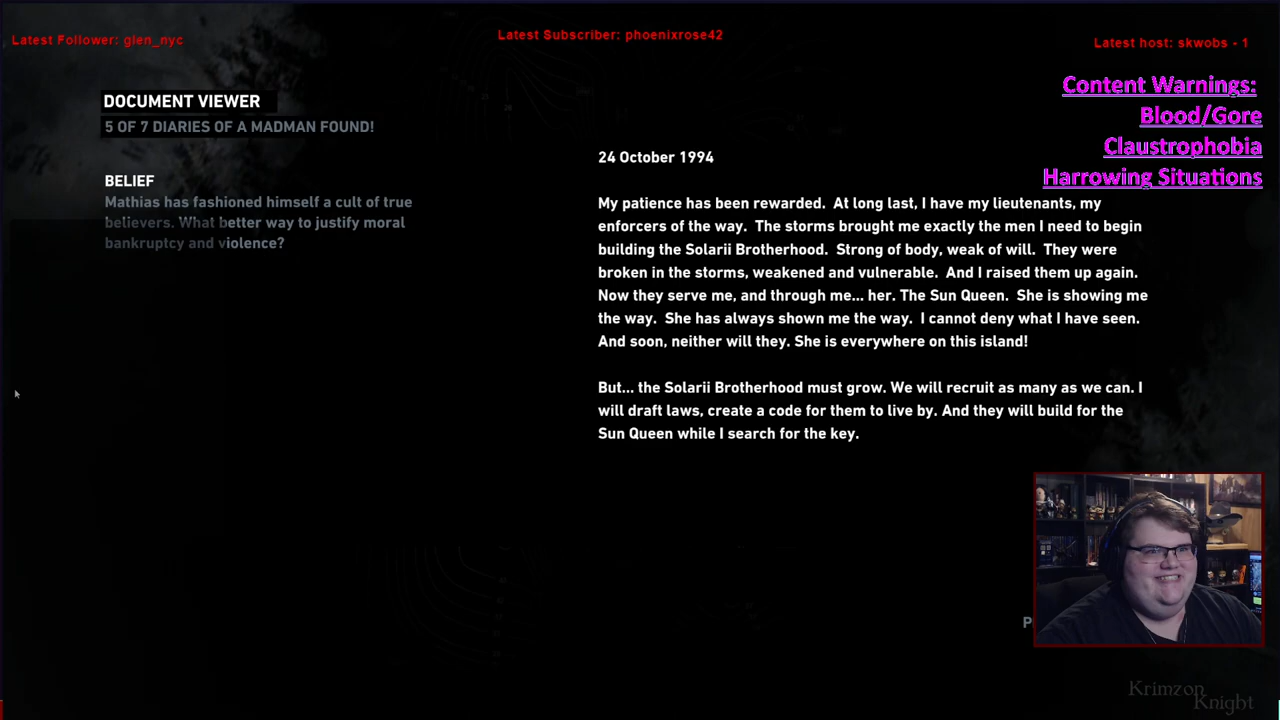 Latest Follower: glen_nyc
Latest Subscriber: phoenixrose42
Latest host: skwobs - 1
Content Warnings:
Blood/Gore
Claustrophobia
Harrowing Situations
DOCUMENT VIEWER
5 OF 7 DIARIES OF A MADMAN FOUND!
BELIEF
Mathias has fashioned himself a cult of true
believers. What better way to justify moral
bankruptcy and violence?
24 October 1994
My patience has been rewarded. At long last, I have my lieutenants, my
enforcers of the way. The storms brought me exactly the men I need to begin
building the Solarii Brotherhood. Strong of body, weak of will. They were
broken in the storms, weakened and vulnerable. And I raised them up again.
Now they serve me, and through me... her. The Sun Queen. She is showing me
the way. She has always shown me the way. I cannot deny what I have seen.
And soon, neither will they. She is everywhere on this island!
But... the Solarii Brotherhood must grow. We will recruit as many as we can. I
will draft laws, create a code for them to live by. And they will build for the
Sun Queen while I search for the key.
Krimzon
Knight